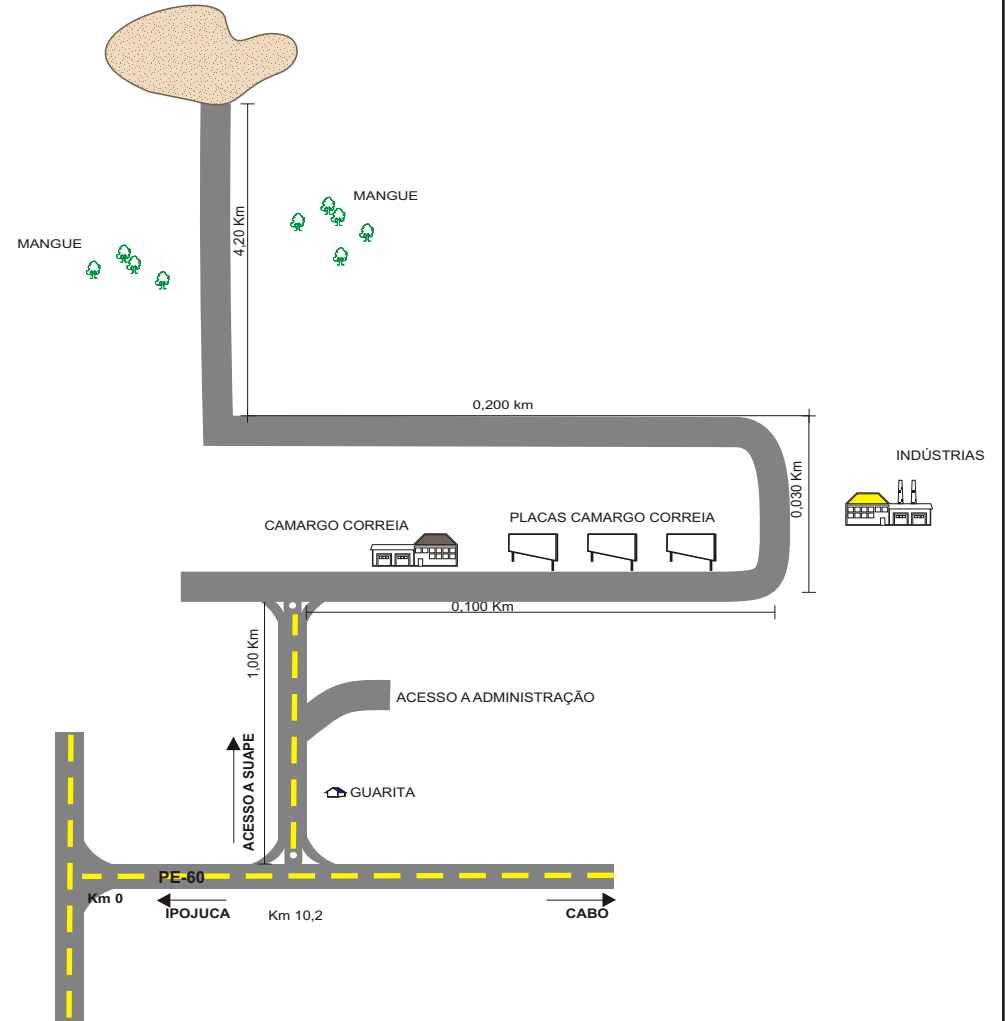 MANGUE
MANGUE
4,20 Km
0,200 km
INDÚSTRIAS
0,030 Km
PLACAS CAMARGO CORREIA
CAMARGO CORREIA
0,100 Km
1,00 Km
ACESSO A ADMINISTRAÇÃO
ACESSO A SUAPE
GUARITA
PE-60
Km 0
IPOJUCA
Km 10,2
CABO